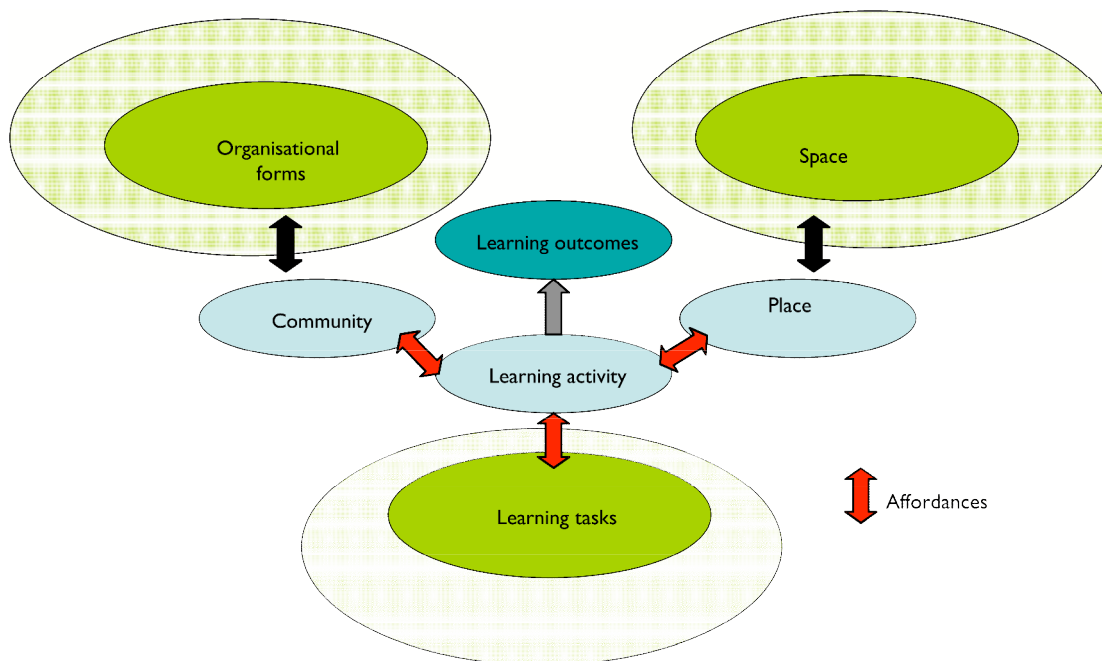 Organisational
forms
Space
Learning outcomes
Community
Place
Learning activity
Learning tasks
Affordances